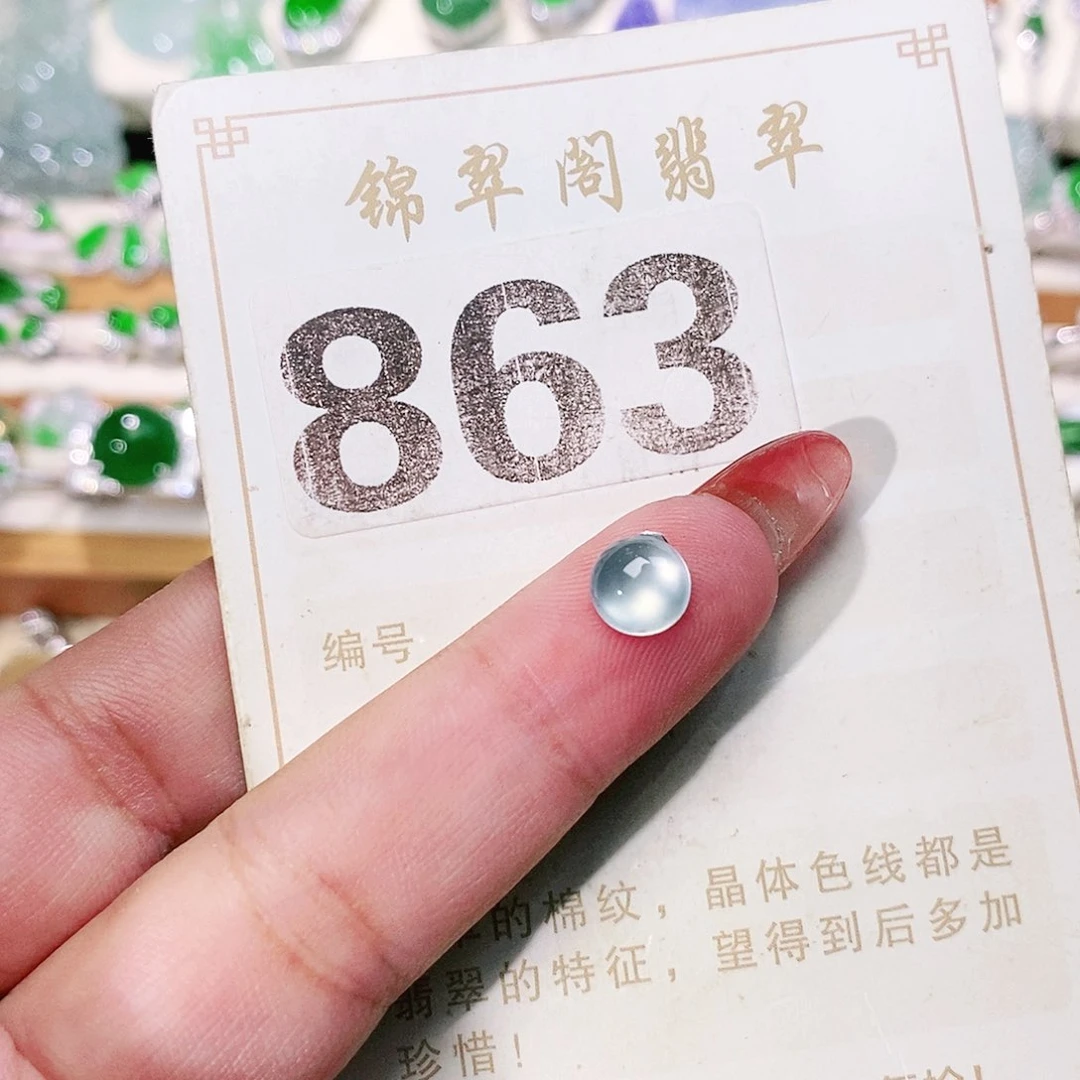 锦翠阁翡翠
863
编号
的棉纹，晶体色线都是
翡翠的特征，望得到后多加
珍惜！